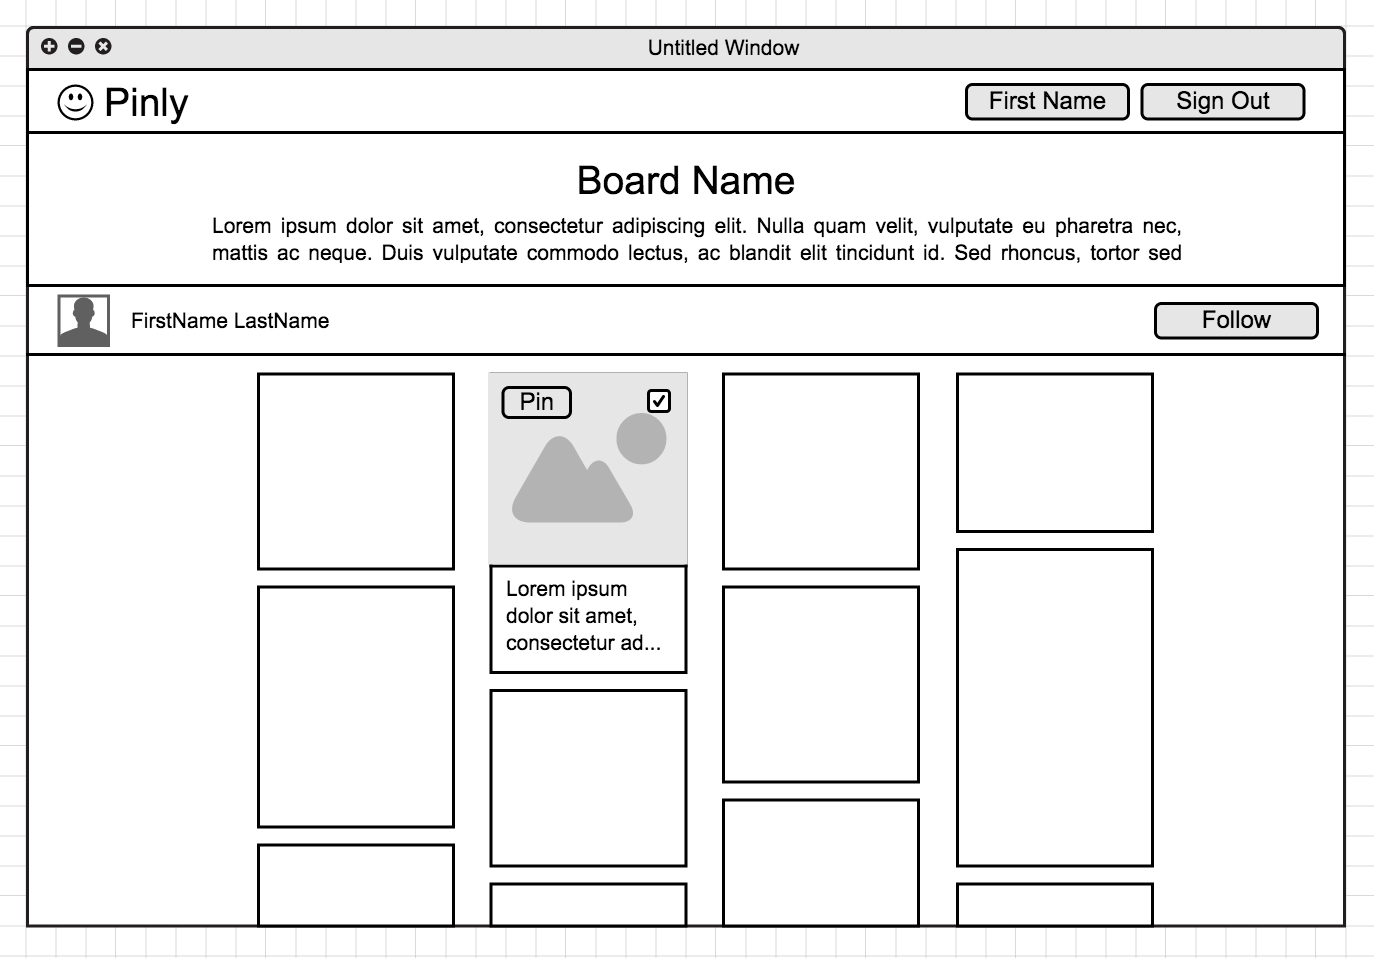 Untitled Window
Pinly
First Name
Sign Out
Board Name
Lorem ipsum dolor sit amet, consectetur adipiscing elit. Nulla quam velit, vulputate eu pharetra nec,
mattis ac neque. Duis vulputate commodo lectus, ac blandit elit tincidunt id. Sed rhoncus, tortor sed
FirstName LastName
Follow
Pin
Lorem ipsum
dolor sit amet,
consectetur ad...